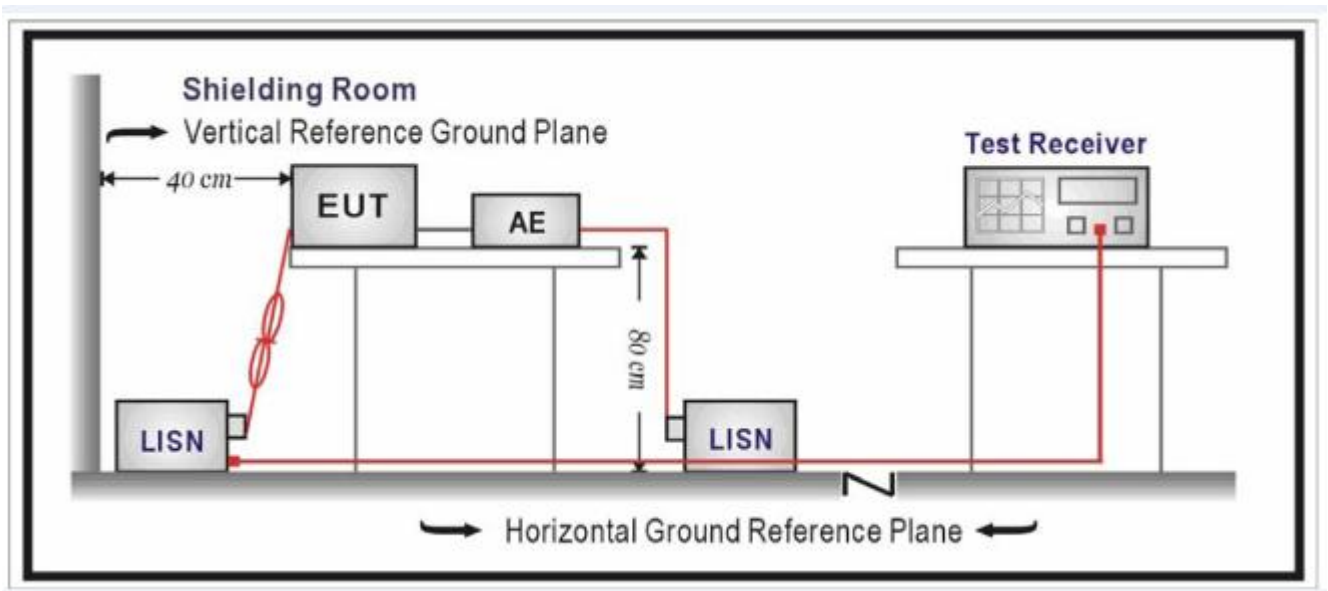 Shielding Room
Vertical Reference Ground Plane
Test Receiver
40 cm
EUT
AE
80 cm
LISN
LISN
Horizontal Ground Reference Plane